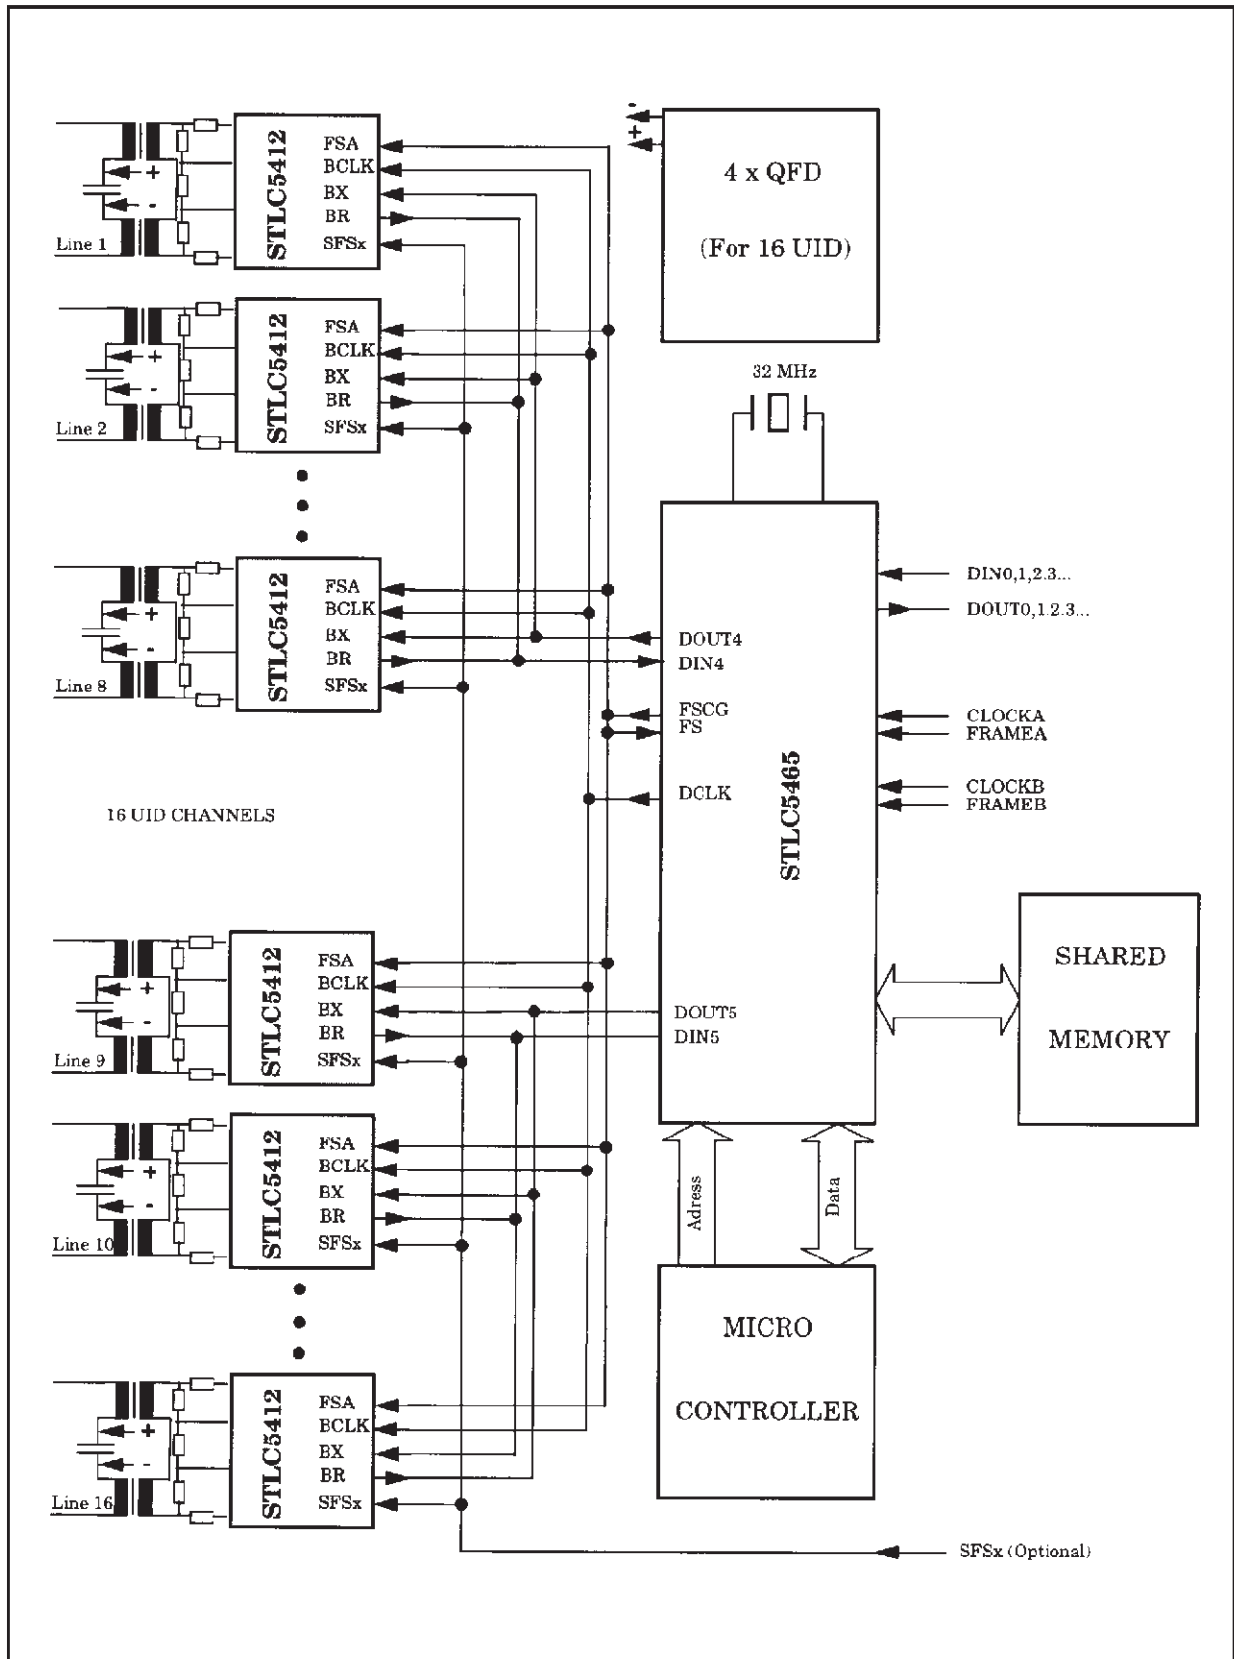 STLC5412
FSA
BCLK
BX
BR
SFSx
+
-
Line 1
STLC5412
FSA
BCLK
BX
BR
SFSx
+
-
Line 2
STLC5412
FSA
BCLK
BX
BR
SFSx
+
-
Line 8
16 UID CHANNELS
STLC5412
FSA
BCLK
BX
BR
SFSx
+
-
Line 9
STLC5412
FSA
BCLK
BX
BR
SFSx
+
-
Line 10
STLC5412
FSA
BCLK
BX
BR
SFSx
+
-
Line 16
-
+
4 x QFD
(For 16 UID)
32 MHz
STLC5465
DOUT4
DIN4
FSCG
FS
DCLK
DOUT5
DIN5
DIN0,1,2.3...
DOUT0,1.2.3...
CLOCKA
FRAMEA
CLOCKB
FRAMEB
SHARED
MEMORY
Adress
Data
MICRO
CONTROLLER
SFSx (Optional)